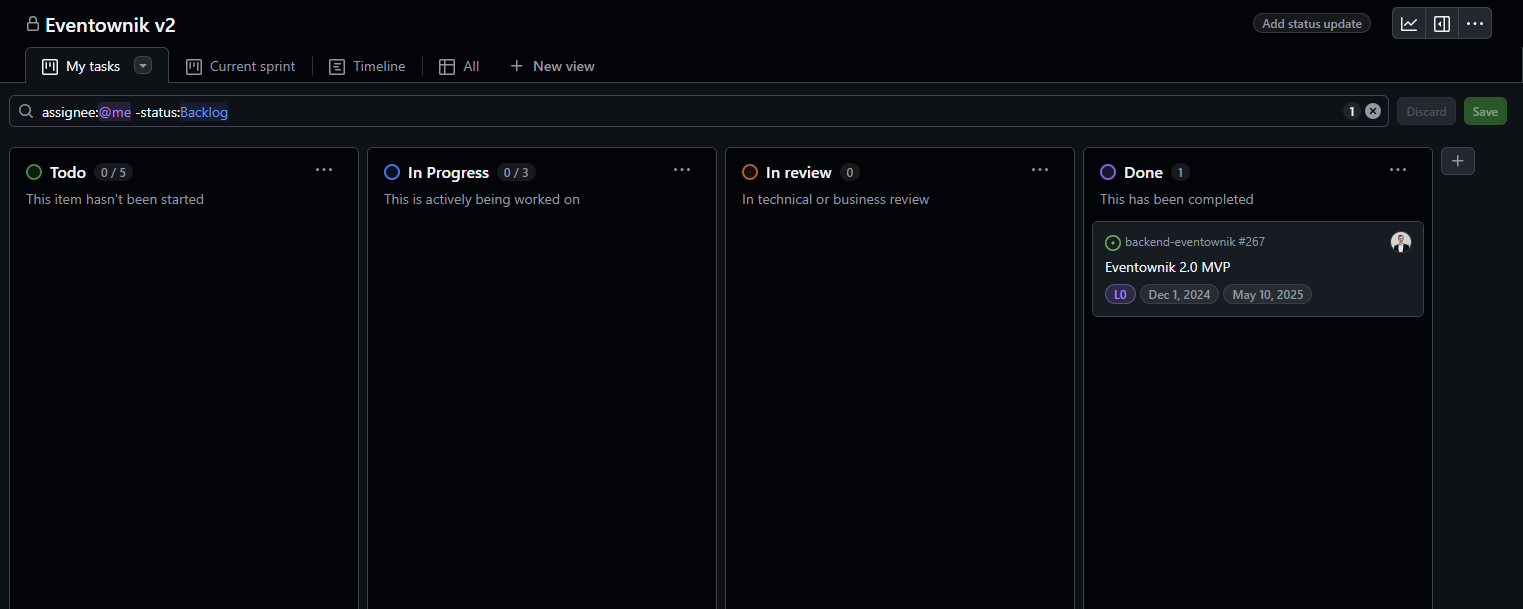 Eventownik v2
Add status update
My tasks
Current sprint
Timeline
All
New view
assignee:@me -status:Backlog
1
Discard
Save
Todo 0 / 5
This item hasn't been started
In Progress 0 / 3
This is actively being worked on
In review 0
In technical or business review
Done 1
This has been completed
backend-eventownik #267
Eventownik 2.0 MVP
L0 Dec 1, 2024 May 10, 2025